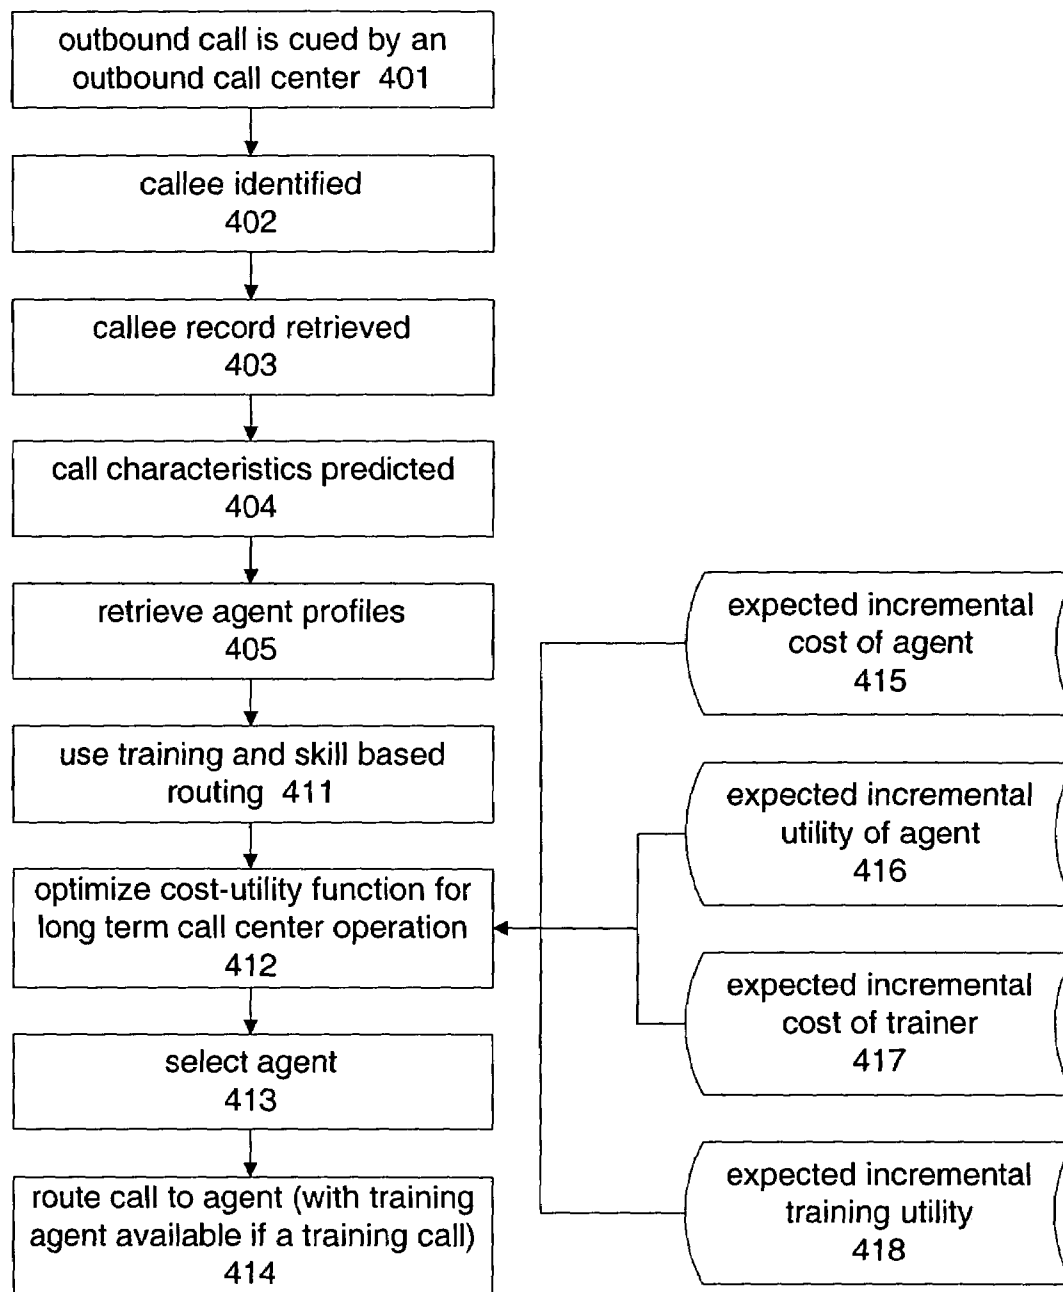 outbound call is cued by an
outbound call center 401
callee identified
402
callee record retrieved
403
call characteristics predicted
404
retrieve agent profiles
405
use training and skill based
routing 411
optimize cost-utility function for
long term call center operation
412
select agent
413
route call to agent (with training
agent available if a training call)
414
expected incremental
cost of agent
415
expected incremental
utility of agent
416
expected incremental
cost of trainer
417
expected incremental
training utility
418